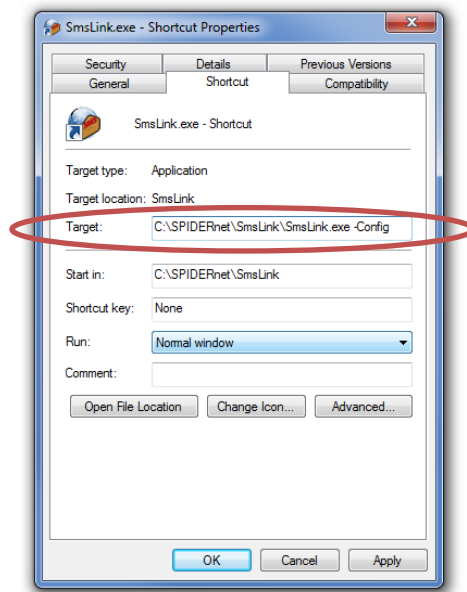 SmsLink.exe - Shortcut Properties
Security Details Previous Versions
General Shortcut Compatibility
SmsLink.exe - Shortcut
Target type: Application
Target location: SmsLink
Target: C:\SPIDERnet\SmsLink\SmsLink.exe -Config
Start in: C:\SPIDERnet\SmsLink
Shortcut key: None
Run: Normal window
Comment:
Open File Location Change Icon... Advanced...
OK Cancel Apply